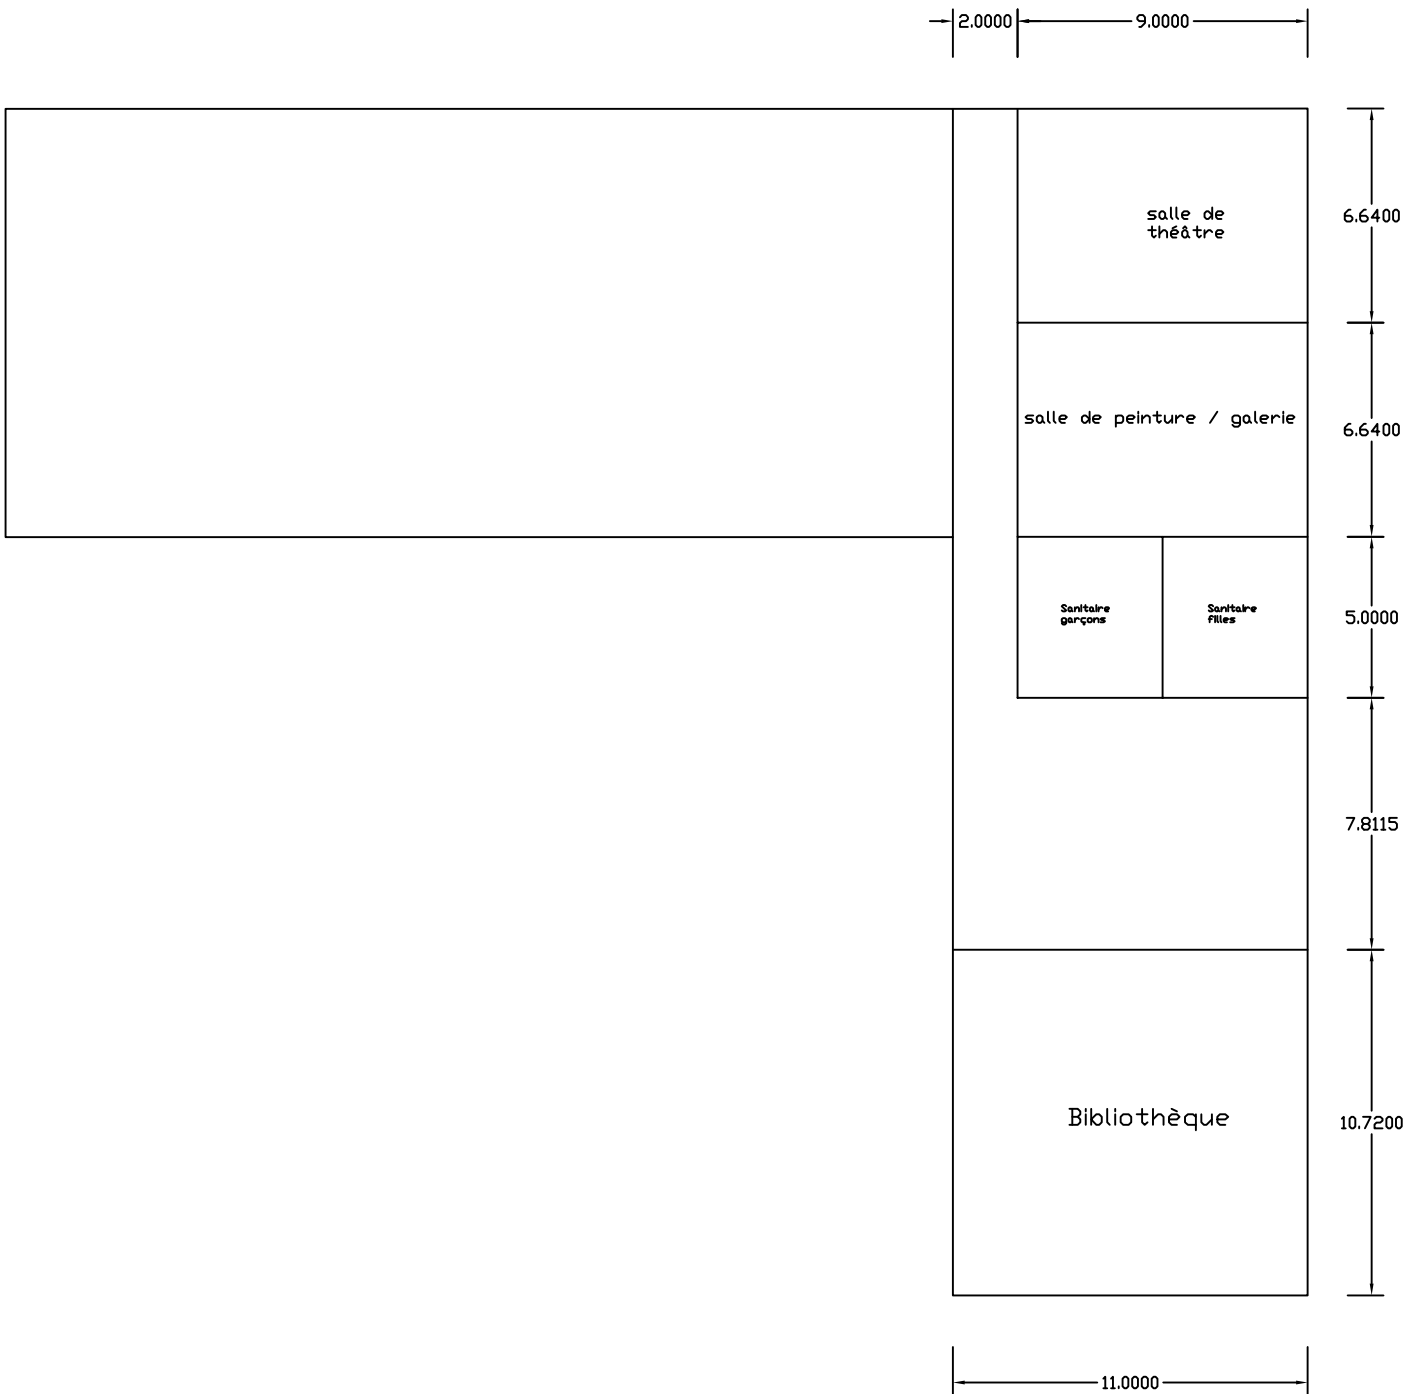 2.0000
9.0000
salle de
théâtre
6.6400
salle de peinture / galerie
6.6400
Sanitaire
garçons
Sanitaire
filles
5.0000
7.8115
Bibliothèque
10.7200
11.0000